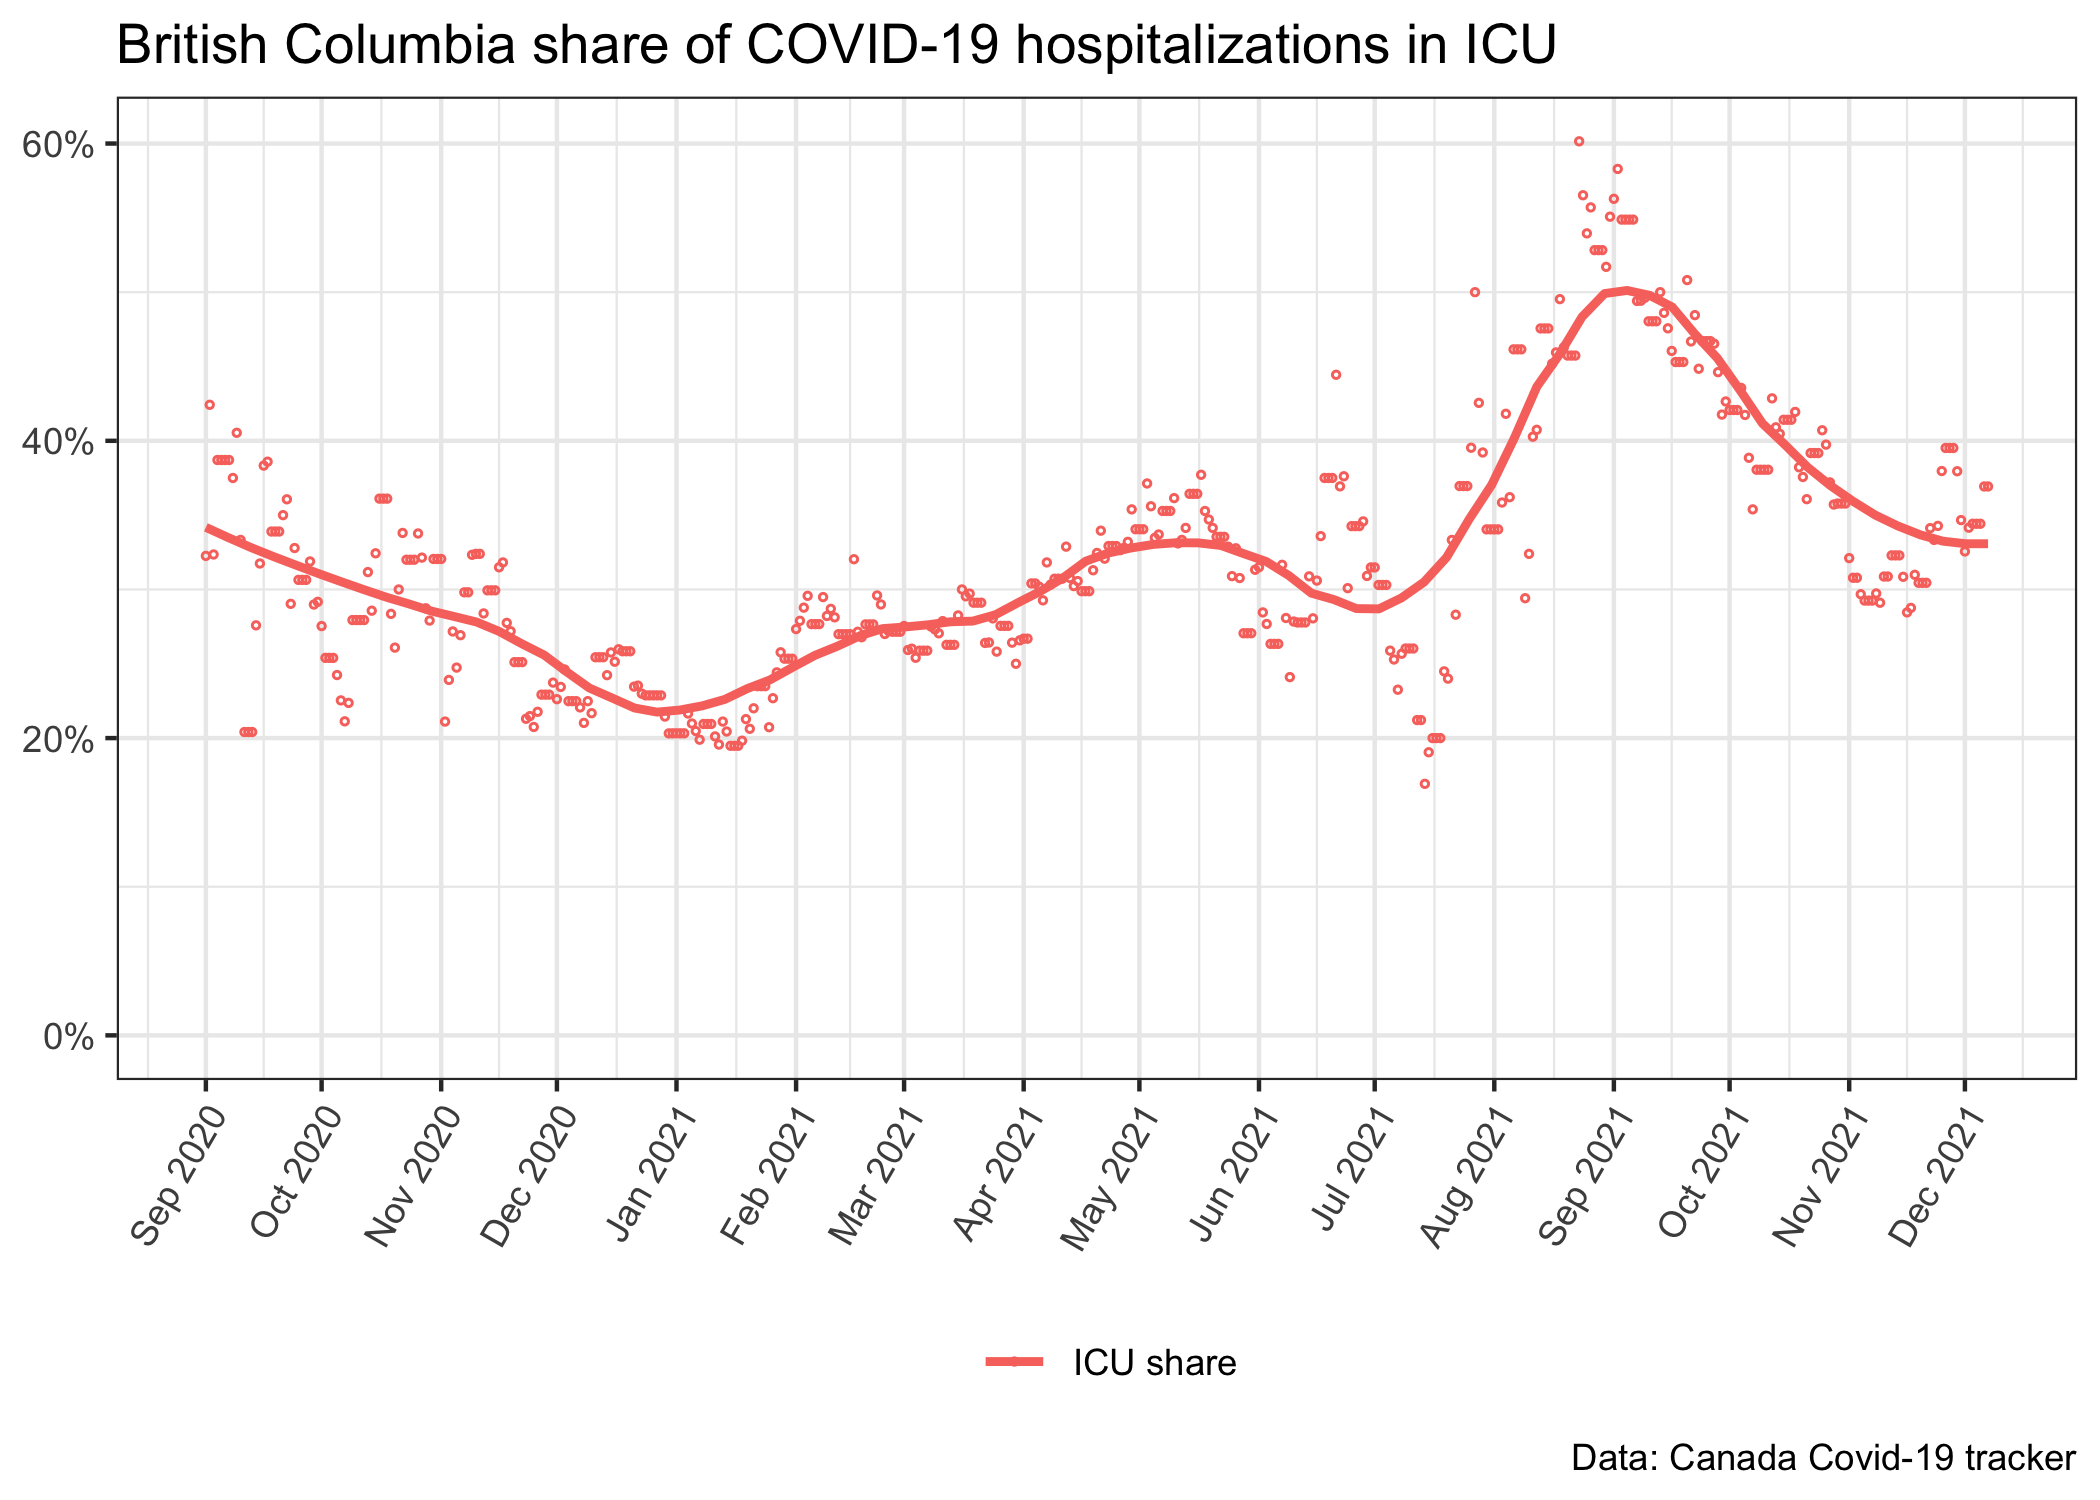 British Columbia share of COVID-19 hospitalizations in ICU
60%
40%
20%
0%
Sep 2020
Oct 2020
Nov 2020
Dec 2020
Jan 2021
Feb 2021
Mar 2021
Apr 2021
May 2021
Jun 2021
Jul 2021
Aug 2021
Sep 2021
Oct 2021
Nov 2021
Dec 2021
ICU share
Data: Canada Covid-19 tracker